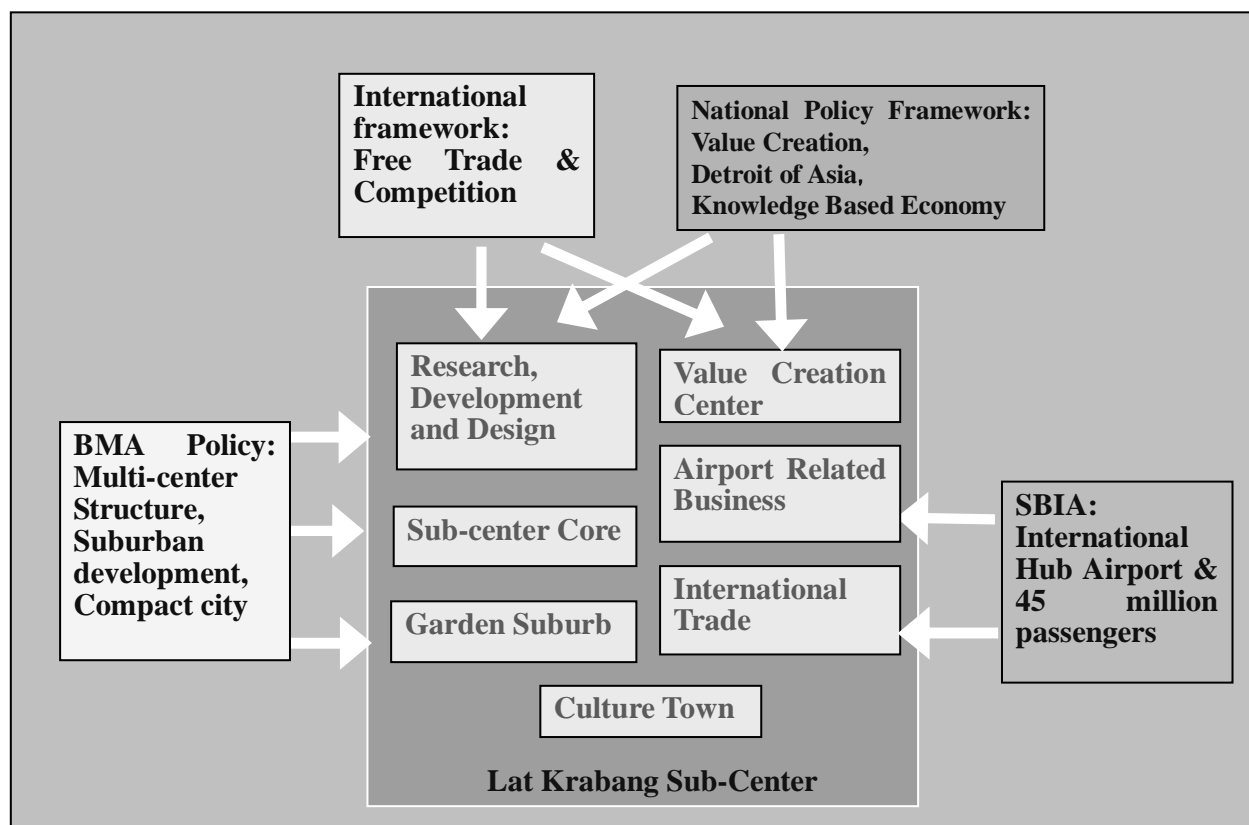 International
framework:
Free Trade &
Competition
National Policy Framework:
Value Creation,
Detroit of Asia,
Knowledge Based Economy
Research,
Development
and Design
Value Creation
Center
BMA Policy:
Multi-center
Structure,
Suburban
development,
Compact city
Airport Related
Business
Sub-center Core
SBIA:
International
Hub Airport &
45 million
passengers
International
Trade
Garden Suburb
Culture Town
Lat Krabang Sub-Center